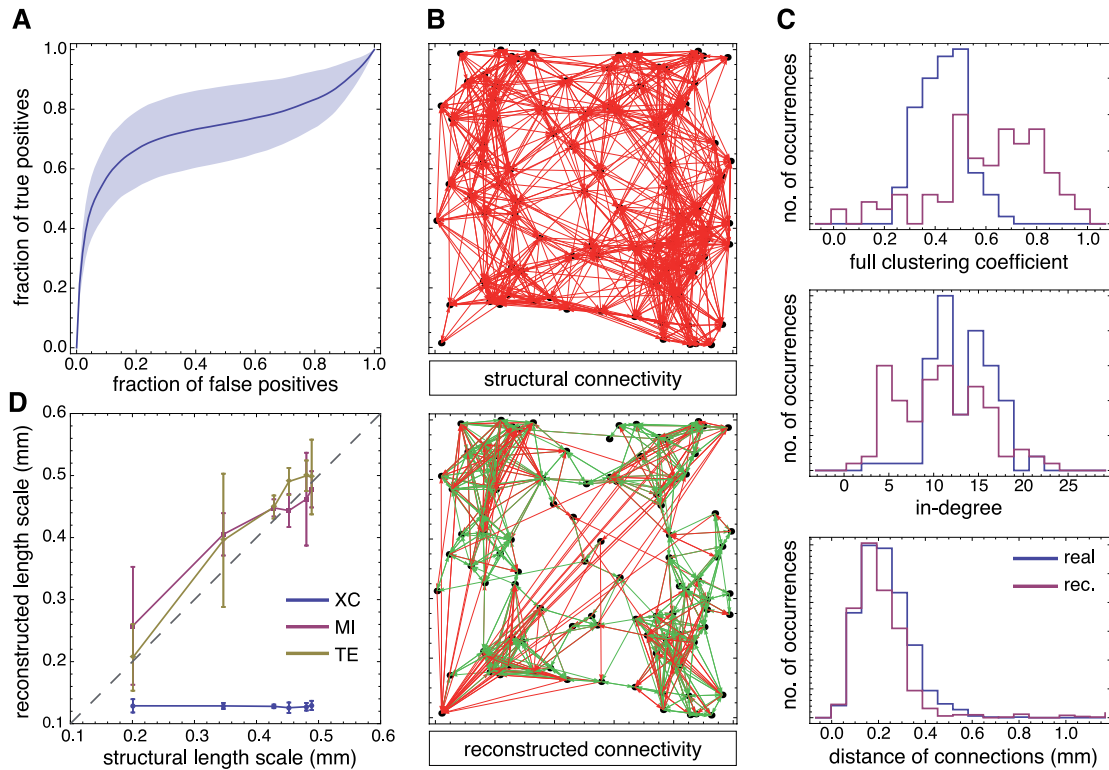 A
1.0
0.8
0.6
0.4
0.2
0.0
0.0
0.2
0.4
0.6
0.8
1.0
fraction of true positives
fraction of false positives
B
structural connectivity
reconstructed connectivity
C
no. of occurrences
0.0
0.2
0.4
0.6
0.8
1.0
full clustering coefficient
no. of occurrences
0
5
10
15
20
25
in-degree
no. of occurrences
real
rec.
0.0
0.2
0.4
0.6
0.8
1.0
distance of connections (mm)
D
0.6
0.5
0.4
0.3
0.2
0.1
0.1
0.2
0.3
0.4
0.5
0.6
reconstructed length scale (mm)
XC
MI
TE
structural length scale (mm)